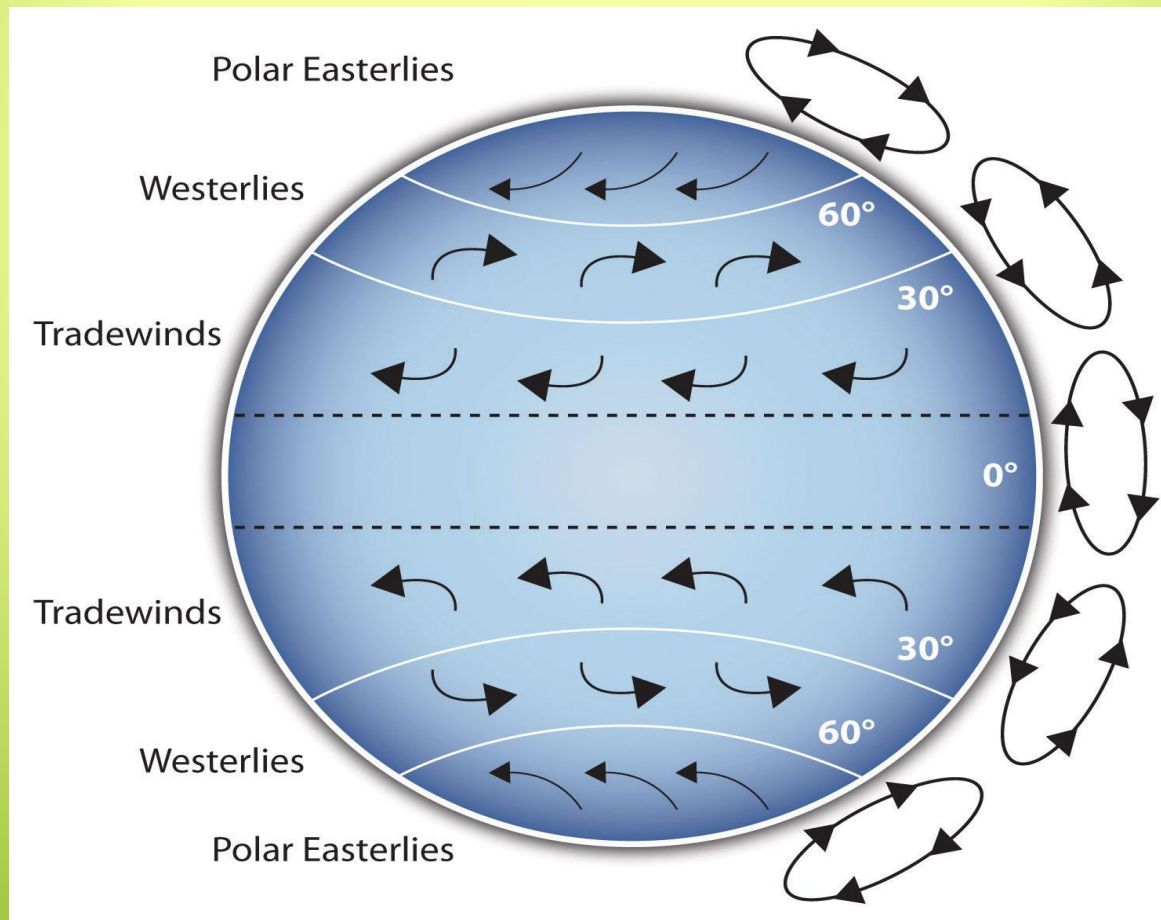 Polar Easterlies
Westerlies
60°
30°
Tradewinds
0°
Tradewinds
30°
60°
Westerlies
Polar Easterlies